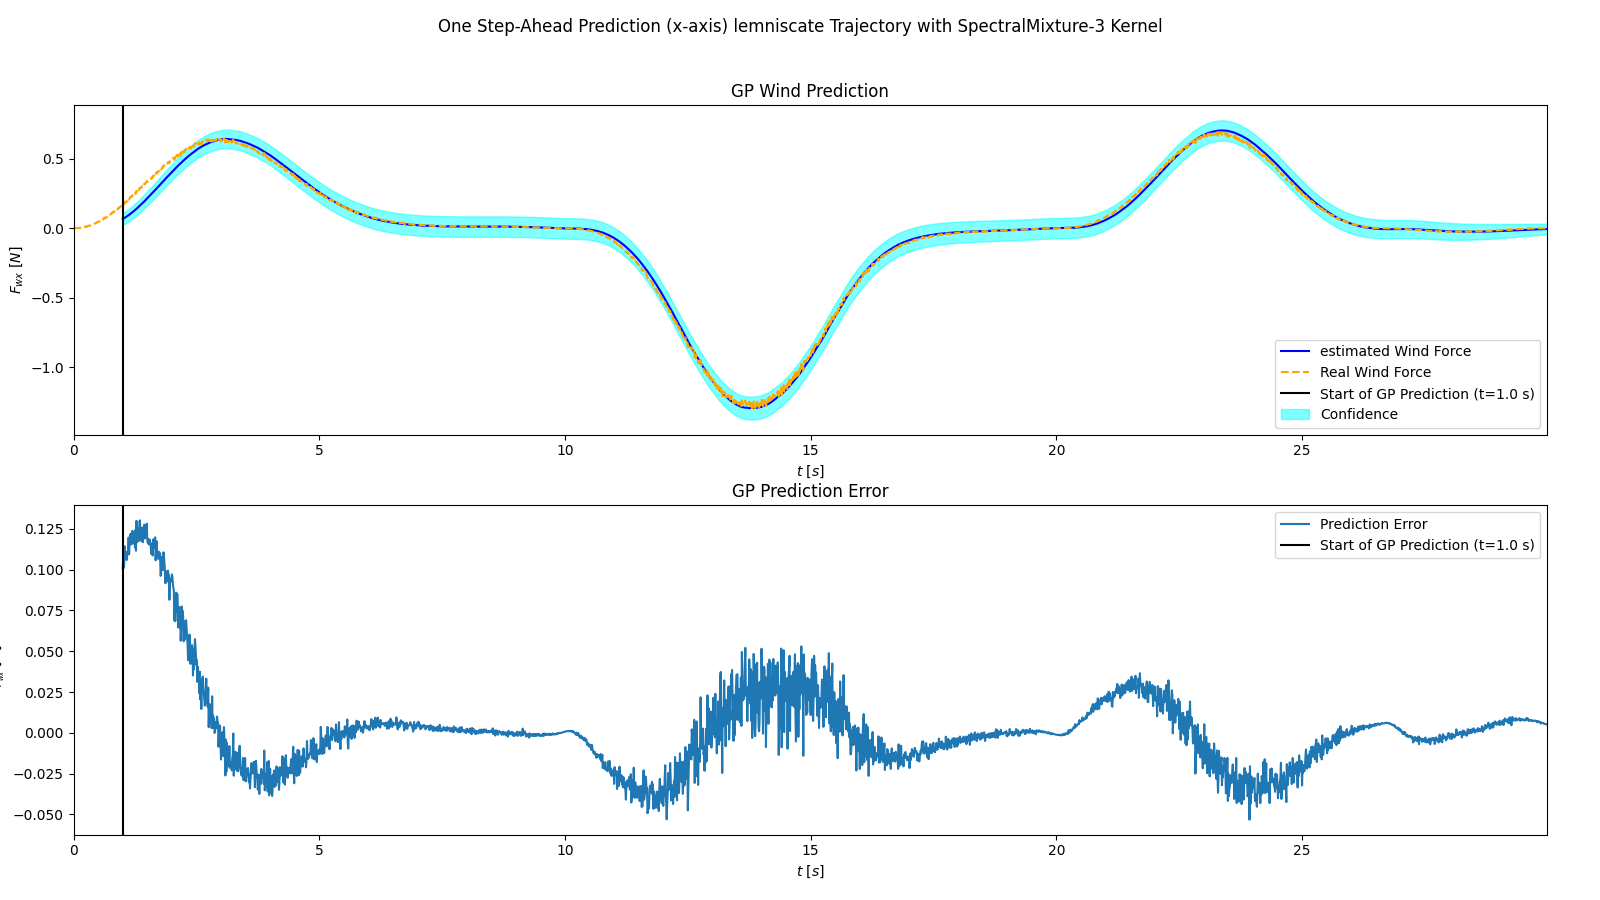 One Step-Ahead Prediction (x-axis) lemniscate Trajectory with SpectralMixture-3 Kernel
GP Wind Prediction
0.5
0.0
−0.5
−1.0
F_wx [N]
estimated Wind Force
Real Wind Force
Start of GP Prediction (t=1.0 s)
Confidence
0 5 10 15 20 25
t [s]
GP Prediction Error
0.125
0.100
0.075
0.050
0.025
0.000
−0.025
−0.050
Prediction Error
Start of GP Prediction (t=1.0 s)
0 5 10 15 20 25
t [s]